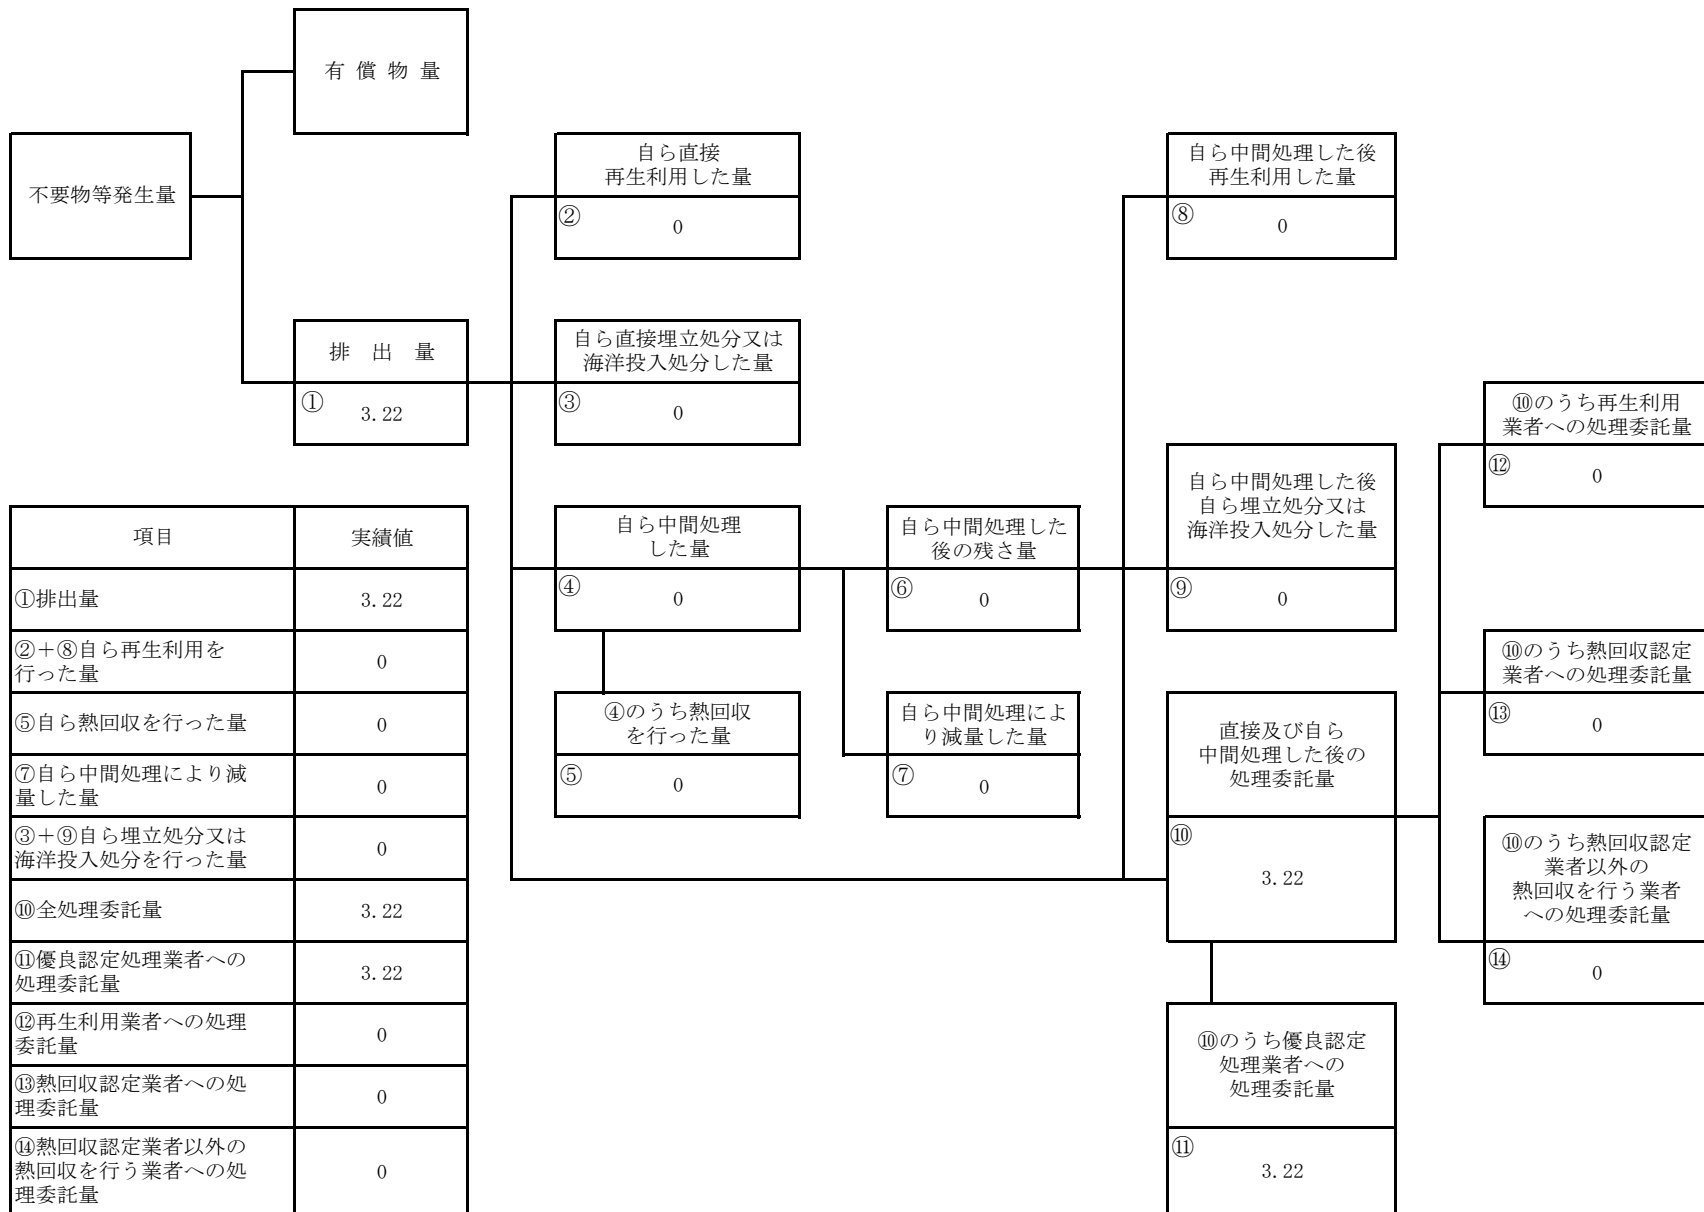 有 償 物 量
不要物等発生量
排 出 量
①
3.22
自ら直接
再生利用した量
②
0
自ら直接埋立処分又は
海洋投入処分した量
③
0
自ら中間処理
した量
④
0
④のうち熱回収
を行った量
⑤
0
自ら中間処理した
後の残さ量
⑥
0
自ら中間処理によ
り減量した量
⑦
0
自ら中間処理した後
再生利用した量
⑧
0
自ら中間処理した後
自ら埋立処分又は
海洋投入処分した量
⑨
0
直接及び自ら
中間処理した後の
処理委託量
⑩
3.22
⑩のうち優良認定
処理業者への
処理委託量
⑪
3.22
⑩のうち再生利用
業者への処理委託量
⑫
0
⑩のうち熱回収認定
業者への処理委託量
⑬
0
⑩のうち熱回収認定
業者以外の
熱回収を行う業者
への処理委託量
⑭
0
項目 実績値
①排出量 3.22
②+⑧自ら再生利用を
行った量
0
⑤自ら熱回収を行った量 0
⑦自ら中間処理により減
量した量
0
③+⑨自ら埋立処分又は
海洋投入処分を行った量
0
⑩全処理委託量 3.22
⑪優良認定処理業者への
処理委託量
3.22
⑫再生利用業者への処理
委託量
0
⑬熱回収認定業者への処
理委託量
0
⑭熱回収認定業者以外の
熱回収を行う業者への処
理委託量
0